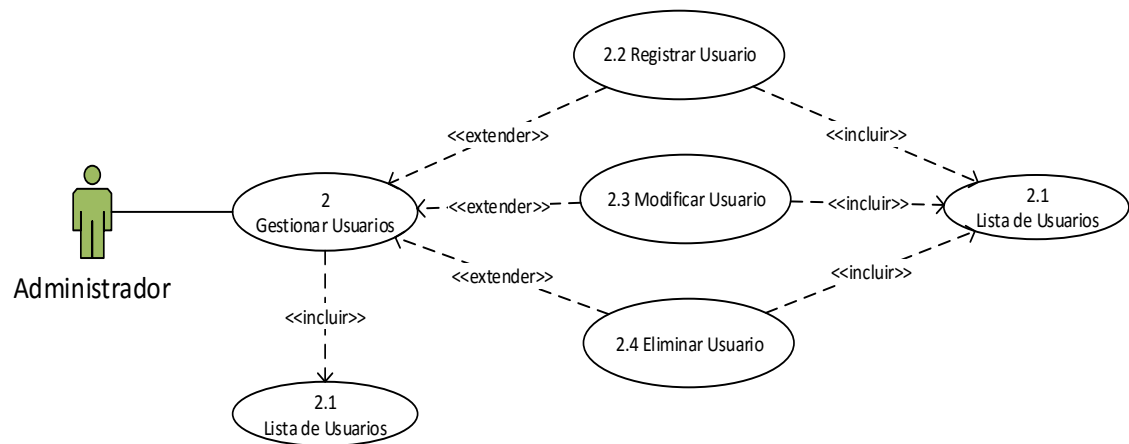 2.2 Registrar Usuario
<<extender>>
<<incluir>>
2
Gestionar Usuarios
<<extender>>
2.3 Modificar Usuario
<<incluir>>
2.1
Lista de Usuarios
Administrador
<<extender>>
<<incluir>>
<<incluir>>
2.4 Eliminar Usuario
2.1
Lista de Usuarios